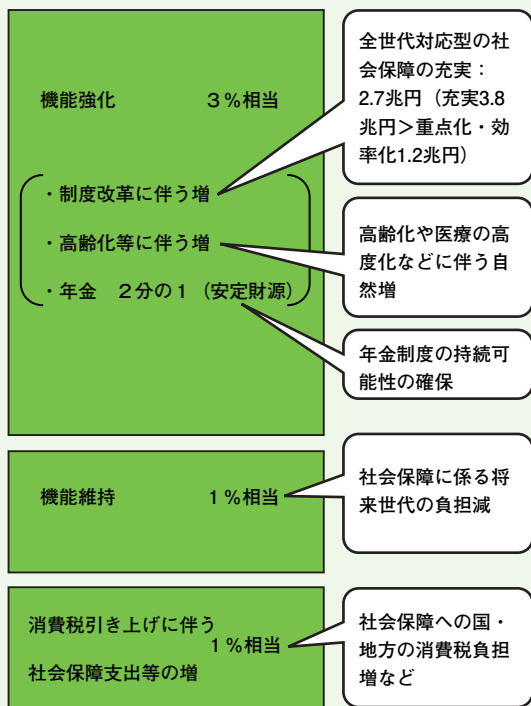 機能強化　　　３％相当
・制度改革に伴う増
・高齢化等に伴う増
・年金　２分の１（安定財源）
全世代対応型の社
会保障の充実：
2.7兆円（充実3.8
兆円＞重点化・効
率化1.2兆円）
高齢化や医療の高
度化などに伴う自
然増
年金制度の持続可
能性の確保
機能維持　　　１％相当
社会保障に係る将
来世代の負担減
消費税引き上げに伴う
１％相当
社会保障支出等の増
社会保障への国・
地方の消費税負担
増など